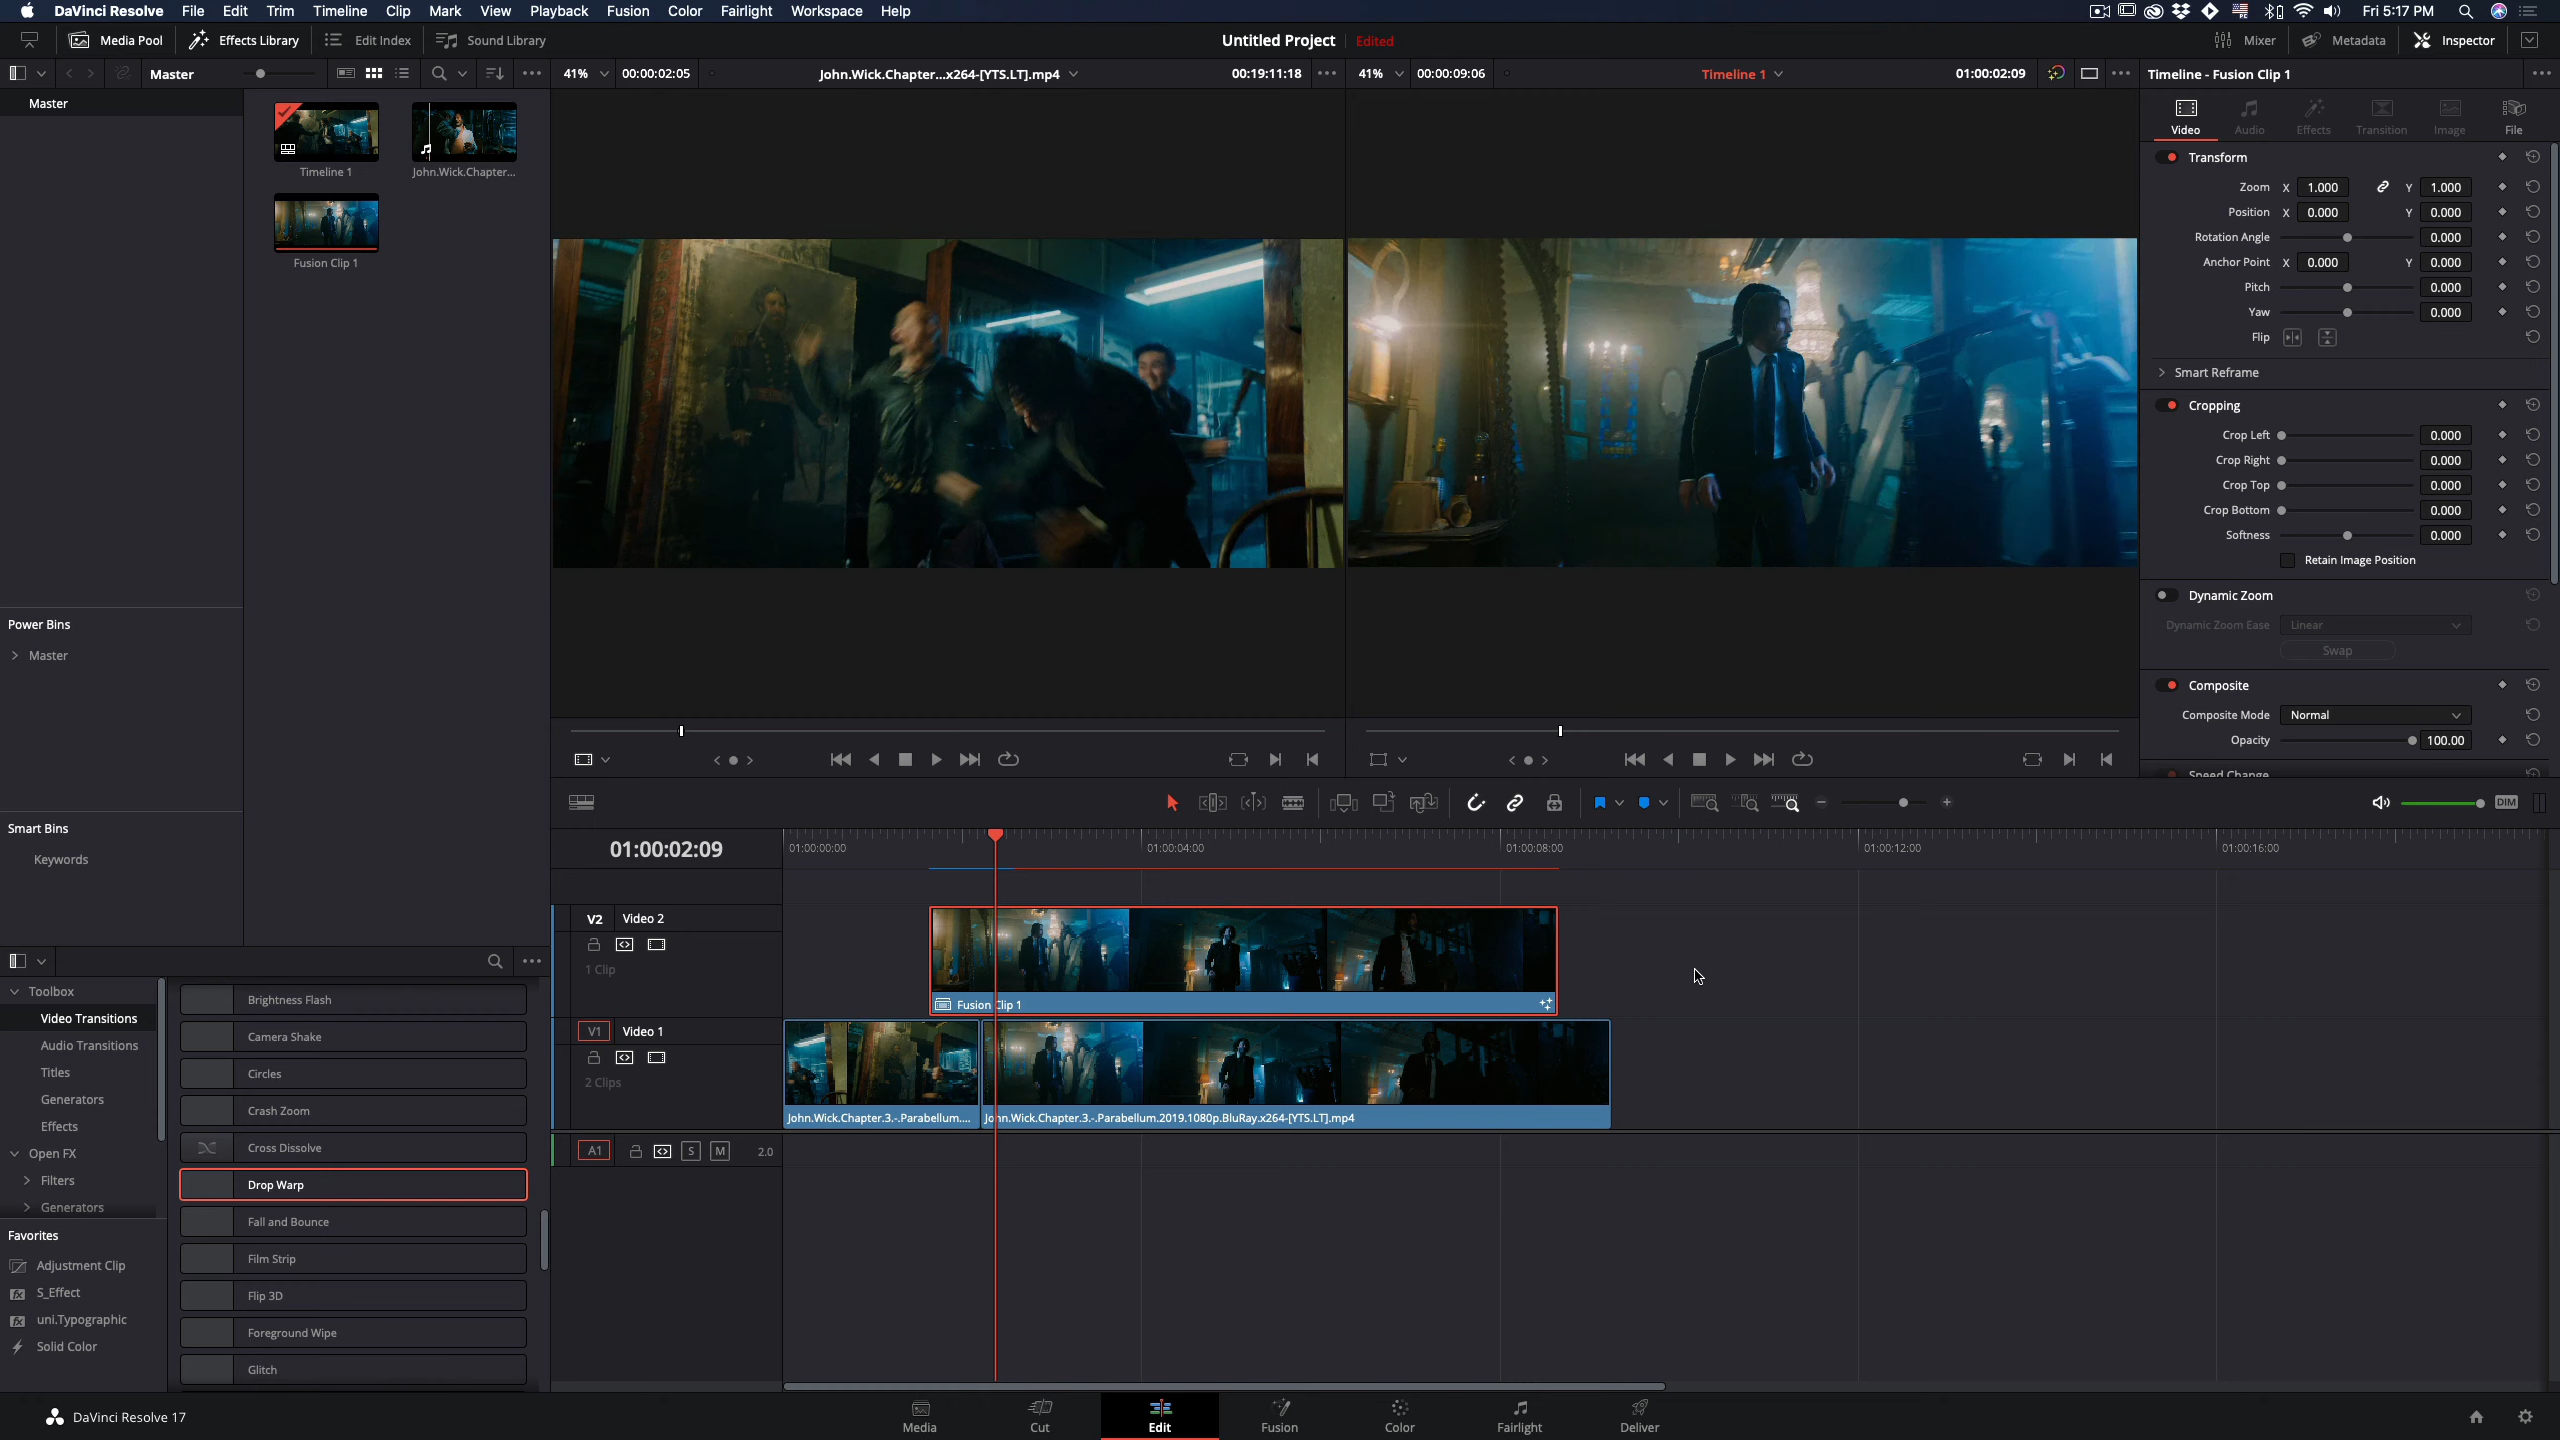 DaVinci Resolve File Edit Trim Timeline Clip Mark View Playback Fusion Color Fairlight Workspace Help Fri 5:17 PM
Media Pool Effects Library Edit Index Sound Library Untitled Project Edited Mixer Metadata Inspector
Master 41% 00:00:02:05 John.Wick.Chapter...x264-[YTS.LT].mp4 00:19:11:18 41% 00:00:09:06 Timeline 1 01:00:02:09 Timeline - Fusion Clip 1
Master
Timeline 1 John.Wick.Chapter...
Fusion Clip 1
Power Bins
Master
Smart Bins
Keywords
Video Audio Effects Transition Image File
Transform
Zoom X 1.000 Y 1.000
Position X 0.000 Y 0.000
Rotation Angle 0.000
Anchor Point X 0.000 Y 0.000
Pitch 0.000
Yaw 0.000
Flip
Smart Reframe
Cropping
Crop Left 0.000
Crop Right 0.000
Crop Top 0.000
Crop Bottom 0.000
Softness 0.000
Retain Image Position
Dynamic Zoom
Dynamic Zoom Ease Linear
Swap
Composite
Composite Mode Normal
Opacity 100.00
Speed Change
DIM
01:00:02:09 01:00:00:00 01:00:04:00 01:00:08:00 01:00:12:00 01:00:16:00
V2 Video 2
1 Clip
Fusion Clip 1
V1 Video 1
2 Clips
John.Wick.Chapter.3.-.Parabellum.... John.Wick.Chapter.3.-.Parabellum.2019.1080p.BluRay.x264-[YTS.LT].mp4
A1 S M 2.0
Toolbox
Video Transitions
Audio Transitions
Titles
Generators
Effects
Open FX
Filters
Generators
Favorites
Adjustment Clip
S_Effect
uni.Typographic
Solid Color
Brightness Flash
Camera Shake
Circles
Crash Zoom
Cross Dissolve
Drop Warp
Fall and Bounce
Film Strip
Flip 3D
Foreground Wipe
Glitch
DaVinci Resolve 17 Media Cut Edit Fusion Color Fairlight Deliver